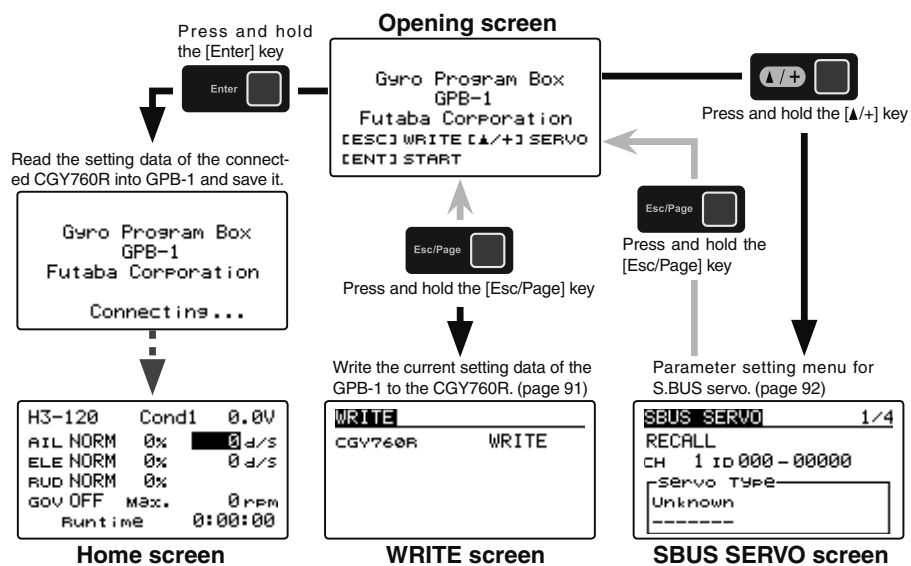 Opening screen
Press and hold
the [Enter] key
Enter
Gyro Program Box
GPB-1
Futaba Corporation
[ESC] WRITE [▲/+] SERVO
[ENT] START
▲/+
Press and hold the [▲/+] key
Read the setting data of the connect-
ed CGY760R into GPB-1 and save it.
Gyro Program Box
GPB-1
Futaba Corporation
Connecting...
Esc/Page
Press and hold the [Esc/Page] key
Esc/Page
Press and hold the
[Esc/Page] key
Write the current setting data of the
GPB-1 to the CGY760R. (page 91)
Parameter setting menu for
S.BUS servo. (page 92)
H3-120 Cond1 0.0V
AIL NORM 0% 0 d/s
ELE NORM 0% 0 d/s
RUD NORM 0%
GOV OFF Max. 0 rpm
Runtime 0:00:00
Home screen
WRITE
CGY760R WRITE
WRITE screen
SBUS SERVO 1/4
RECALL
CH 1 ID 000-00000
Servo Type
Unknown
-------
SBUS SERVO screen